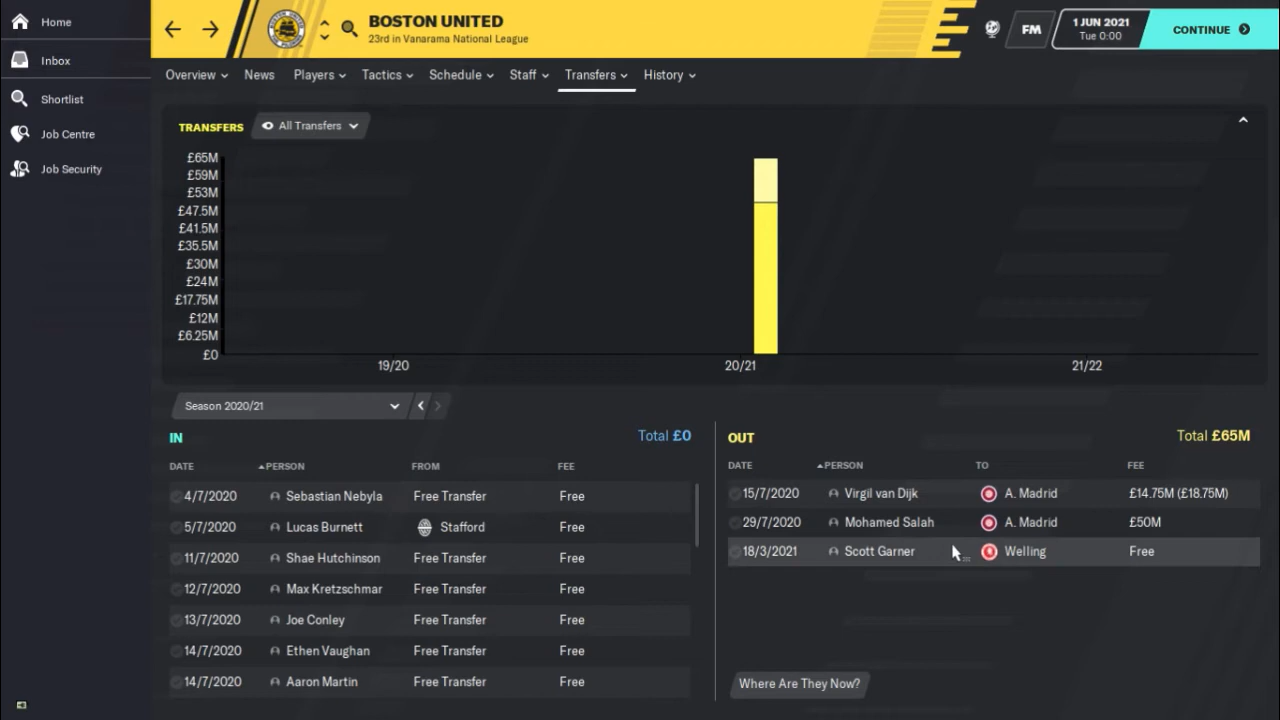 Home
Inbox
Shortlist
Job Centre
Job Security
BOSTON UNITED
23rd in Vanarama National League
FM
1 JUN 2021
Tue 0:00
CONTINUE
Overview News Players Tactics Schedule Staff Transfers History
TRANSFERS All Transfers
£65M
£59M
£53M
£47.5M
£41.5M
£35.5M
£30M
£24M
£17.75M
£12M
£6.25M
£0
19/20 20/21 21/22
Season 2020/21
IN Total £0
DATE PERSON FROM FEE
4/7/2020 Sebastian Nebyla Free Transfer Free
5/7/2020 Lucas Burnett Stafford Free
11/7/2020 Shae Hutchinson Free Transfer Free
12/7/2020 Max Kretzschmar Free Transfer Free
13/7/2020 Joe Conley Free Transfer Free
14/7/2020 Ethen Vaughan Free Transfer Free
14/7/2020 Aaron Martin Free Transfer Free
OUT Total £65M
DATE PERSON TO FEE
15/7/2020 Virgil van Dijk A. Madrid £14.75M (£18.75M)
29/7/2020 Mohamed Salah A. Madrid £50M
18/3/2021 Scott Garner Welling Free
Where Are They Now?